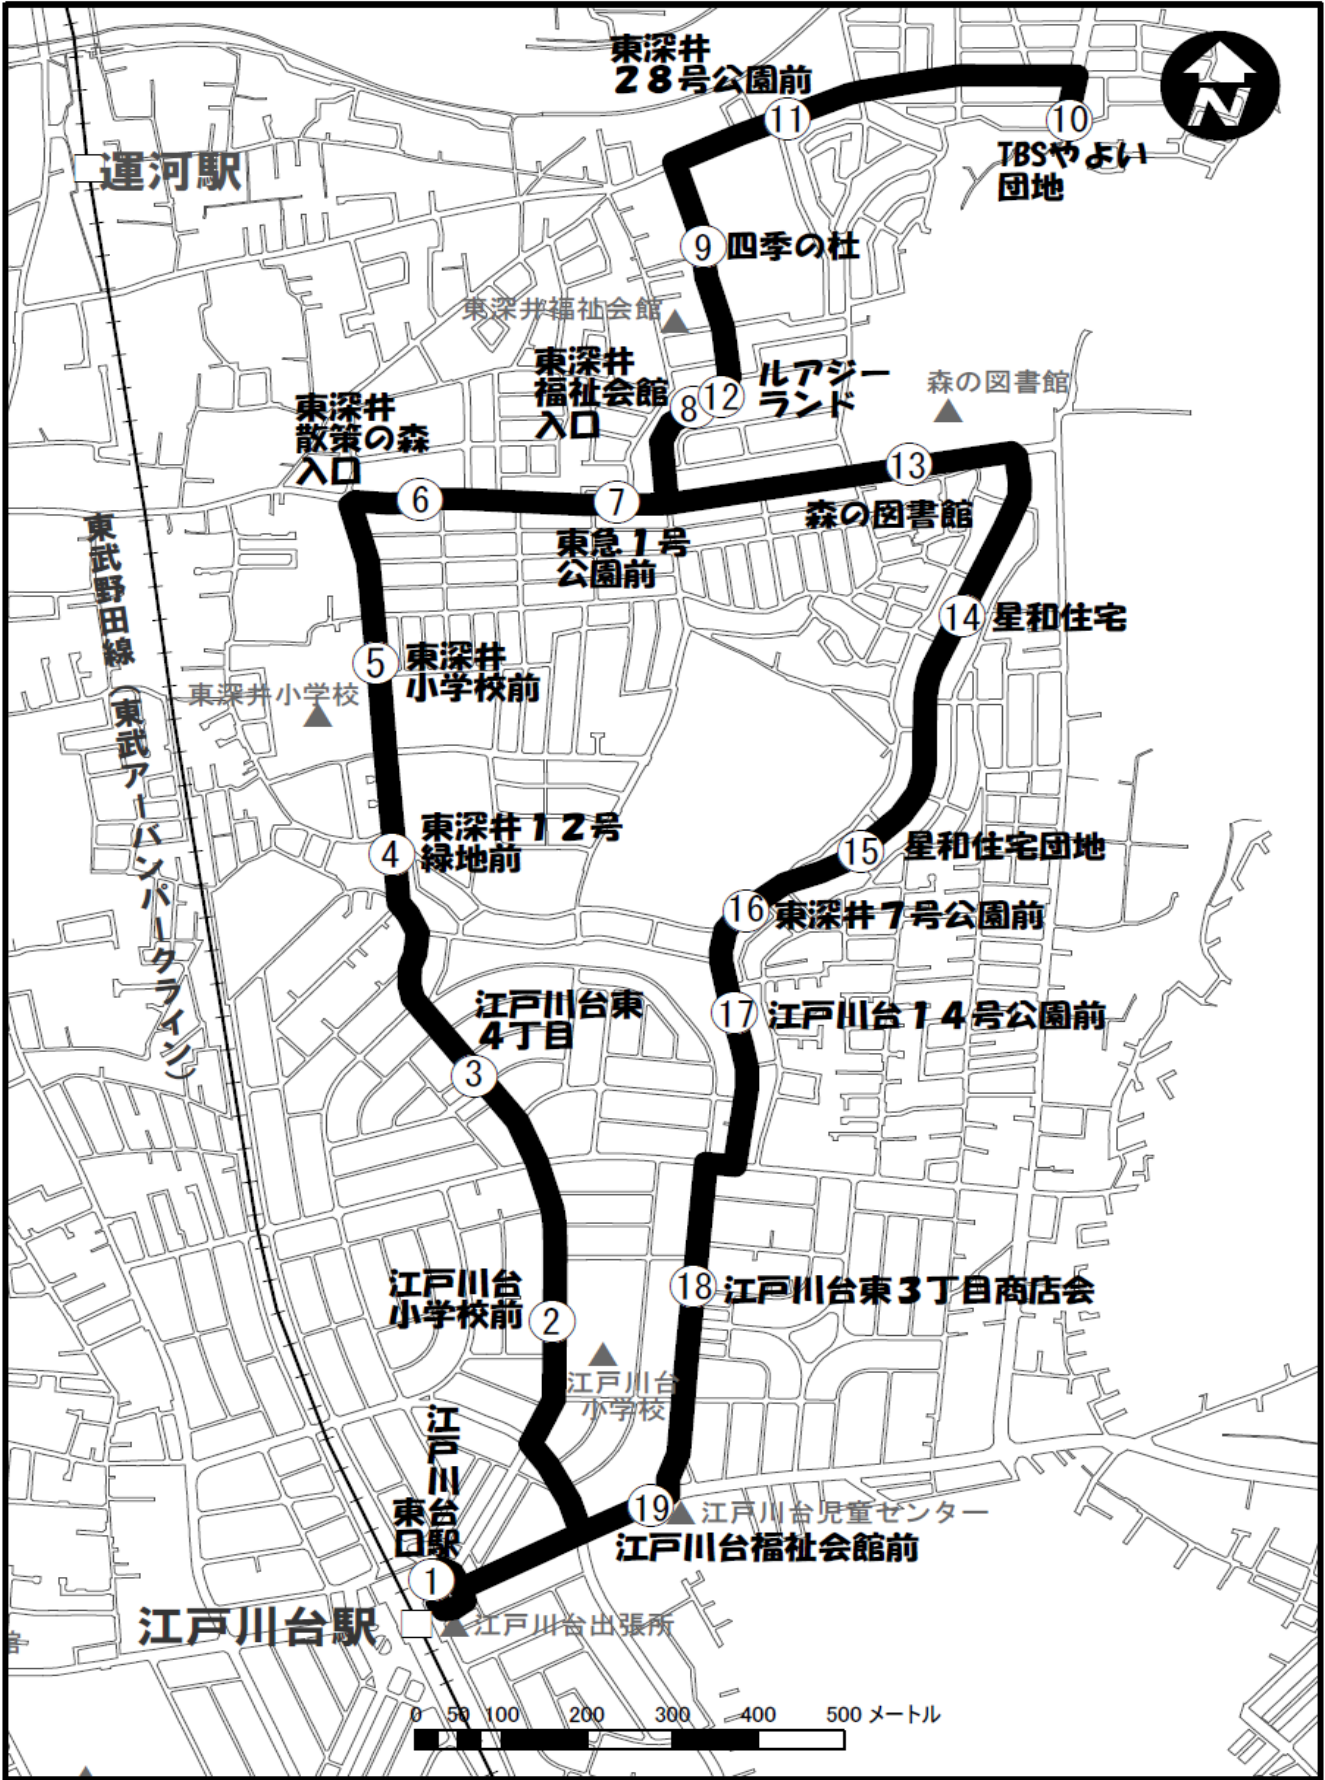 東深井
２８号公園前
11
10
N
TBSやよい
団地
運河駅
9
四季の杜
東深井福祉会館
東深井
福祉会館
入口
8
12
ルアジー
ランド
森の図書館
東深井
散策の森
入口
6
7
13
森の図書館
東急１号
公園前
東武野田線（東武アーバンパークライン）
14
星和住宅
5
東深井
小学校前
東深井小学校
4
東深井１２号
緑地前
15
星和住宅団地
16
東深井７号公園前
江戸川台東
４丁目
3
17
江戸川台１４号公園前
江戸川台
小学校前
2
18
江戸川台東３丁目商店会
江戸川台
小学校
江戸川台駅
東口
1
19
江戸川台児童センター
江戸川台福祉会館前
江戸川台駅
江戸川台出張所
0 50 100 200 300 400 500 メートル